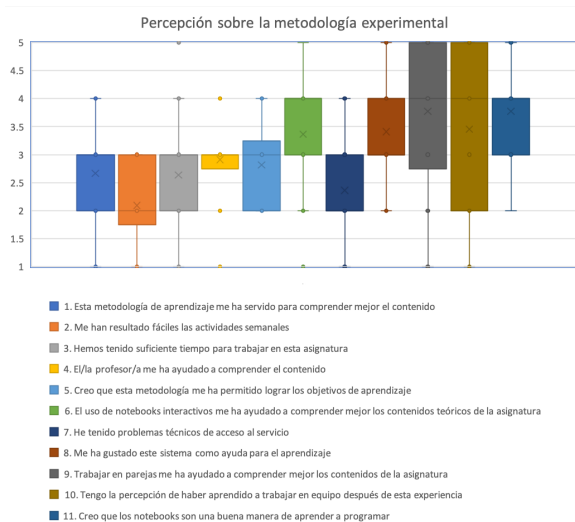 Percepción sobre la metodología experimental
5
4.5
4
3.5
3
2.5
2
1.5
1
1. Esta metodología de aprendizaje me ha servido para comprender mejor el contenido
2. Me han resultado fáciles las actividades semanales
3. Hemos tenido suficiente tiempo para trabajar en esta asignatura
4. El/la profesor/a me ha ayudado a comprender el contenido
5. Creo que esta metodología me ha permitido lograr los objetivos de aprendizaje
6. El uso de notebooks interactivos me ha ayudado a comprender mejor los contenidos teóricos de la asignatura
7. He tenido problemas técnicos de acceso al servicio
8. Me ha gustado este sistema como ayuda para el aprendizaje
9. Trabajar en parejas me ha ayudado a comprender mejor los contenidos de la asignatura
10. Tengo la percepción de haber aprendido a trabajar en equipo después de esta experiencia
11. Creo que los notebooks son una buena manera de aprender a programar